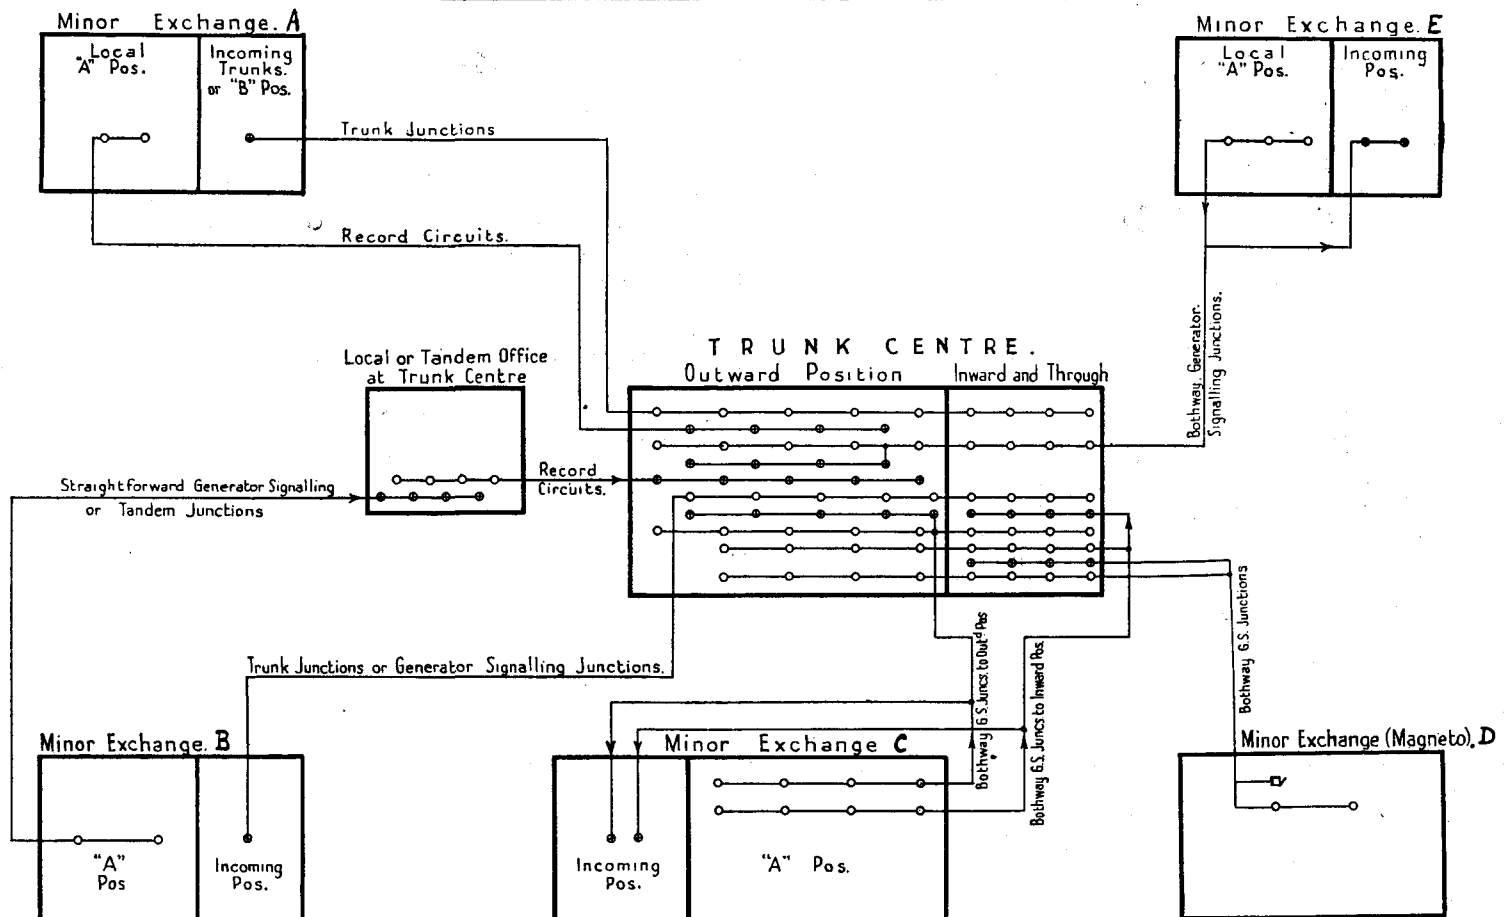 Minor Exchange. A
Local
"A" Pos.
Incoming
Trunks.
or "B" Pos.
Trunk Junctions
Record Circuits.
Minor Exchange. E
Local
"A" Pos.
Incoming
Pos.
Bothway. Generator.
Signalling Junctions.
TRUNK CENTRE.
Outward Position
Inward and Through
Local or Tandem Office
at Trunk Centre
Record
Circuits.
Straightforward Generator Signalling
or Tandem Junctions
Trunk Junctions or Generator Signalling Junctions.
Bothway G.S. Juncs. to Outd Pos
Bothway G.S. Juncs to Inward Pos.
Bothway G.S. Junctions
Minor Exchange. B
"A"
Pos
Incoming
Pos.
Minor Exchange C
Incoming
Pos.
"A" Pos.
Minor Exchange (Magneto). D